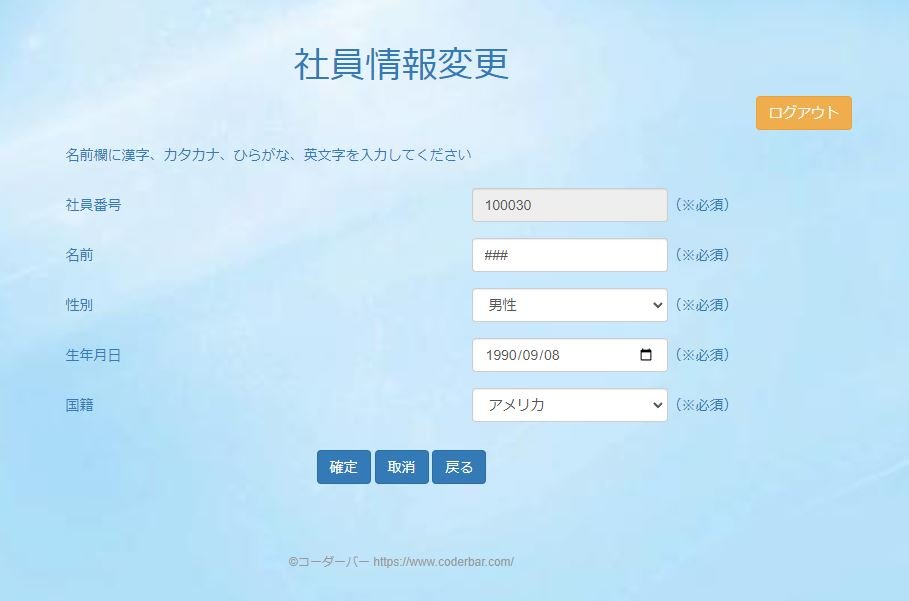 社員情報変更
ログアウト
名前欄に漢字、カタカナ、ひらがな、英文字を入力してください
社員番号 100030 (※必須)
名前 ### (※必須)
性別 男性 (※必須)
生年月日 1990/09/08 (※必須)
国籍 アメリカ (※必須)
確定 取消 戻る
©コーダーバー https://www.coderbar.com/